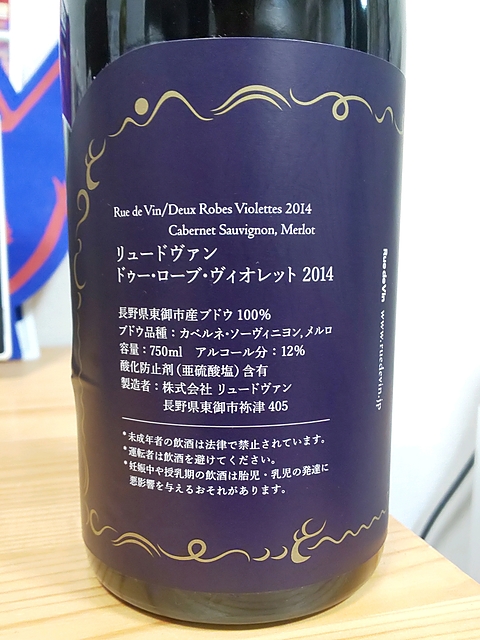 Rue de Vin/Deux Robes Violettes 2014
Cabernet Sauvignon, Merlot
リュードヴァン
ドゥー・ローブ・ヴィオレット 2014
長野県東御市産ブドウ 100%
ブドウ品種：カベルネ・ソーヴィニヨン, メルロ
容量：750ml アルコール分：12%
酸化防止剤（亜硫酸塩）含有
製造者：株式会社 リュードヴァン
長野県東御市祢津 405
*未成年者の飲酒は法律で禁止されています。
*運転者は飲酒を避けてください。
*妊娠中や授乳期の飲酒は胎児・乳児の発達に
悪影響を与えるおそれがあります。
Rue de Vin www.ruedevin.jp